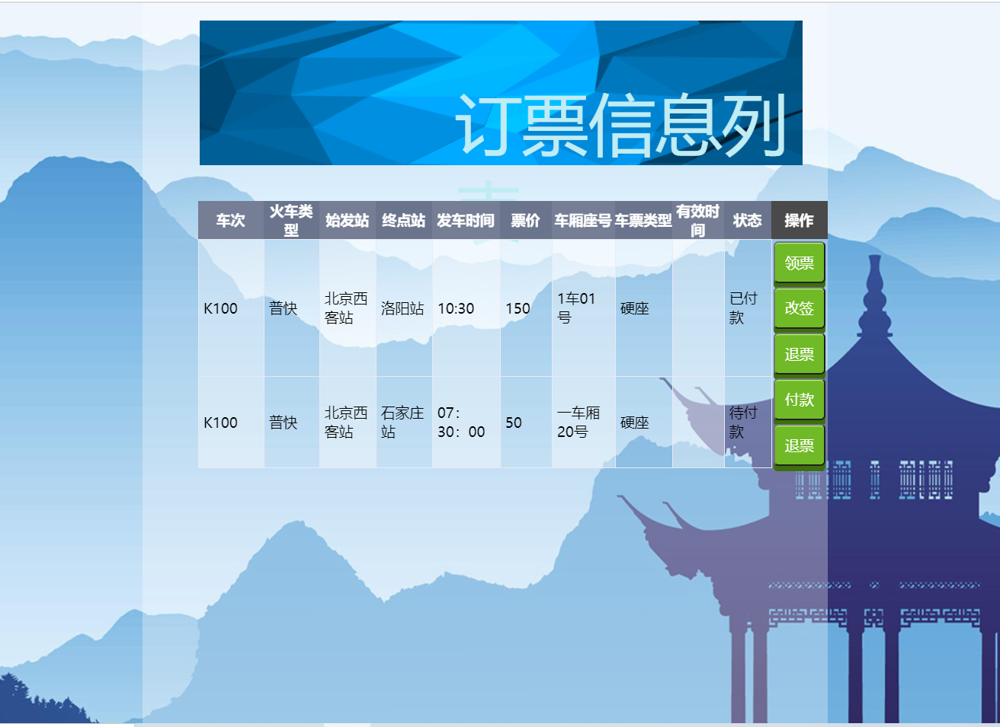 订票信息列
表
车次 火车类型 始发站 终点站 发车时间 票价 车厢座号 车票类型 有效时间 状态 操作
K100 普快 北京西客站 洛阳站 10:30 150 1车01号 硬座 已付款 领票 改签 退票
K100 普快 北京西客站 石家庄站 07：30：00 50 一车厢20号 硬座 待付款 付款 退票